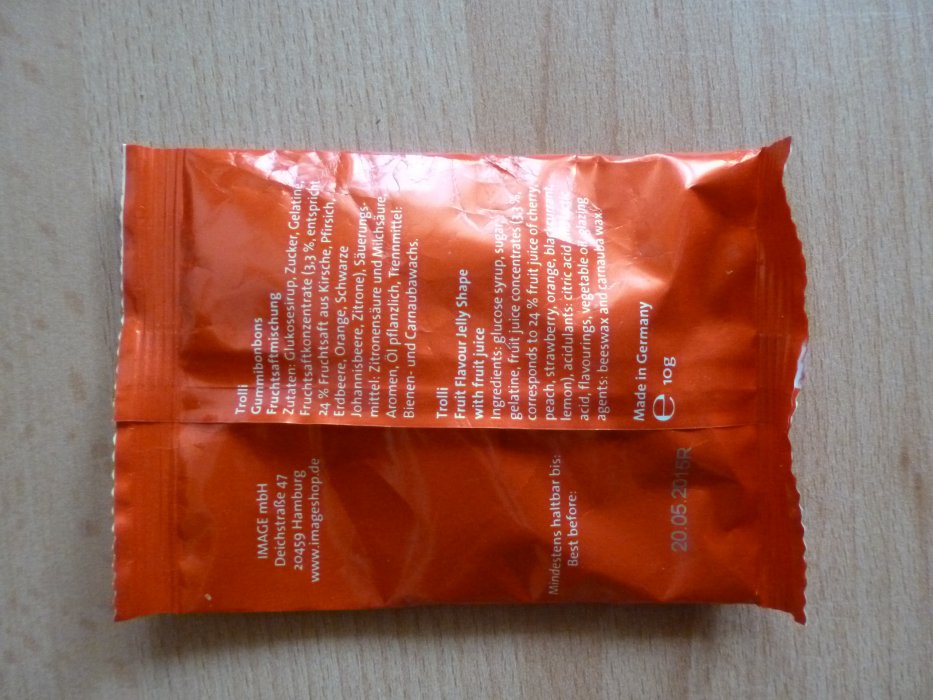 Trolli
Gummibonbons
Fruchtsaftmischung
Zutaten: Glukosesirup, Zucker, Gelatine,
Fruchtsaftkonzentrate (3,3 %, entspricht
24 % Fruchtsaft aus Kirsche, Pfirsich,
Erdbeere, Orange, Schwarze
Johannisbeere, Zitrone), Säuerungs-
mittel: Zitronensäure und Milchsäure,
Aromen, Öl pflanzlich, Trennmittel:
Bienen- und Carnaubawachs.
Trolli
Fruit Flavour Jelly Shape
with fruit juice
Ingredients: glucose syrup, sugar,
gelatine, fruit juice concentrates (3,3 %
corresponds to 24 % fruit juice of cherry,
peach, strawberry, orange, blackcurrant,
lemon), acidulants: citric acid
acid, flavourings, vegetable oil, glazing
agents: beeswax and carnauba wax.
Made in Germany
℮ 10g
IMAGE mbH
Deichstraße 47
20459 Hamburg
www.imageshop.de
Mindestens haltbar bis:
Best before:
20.05.2015R